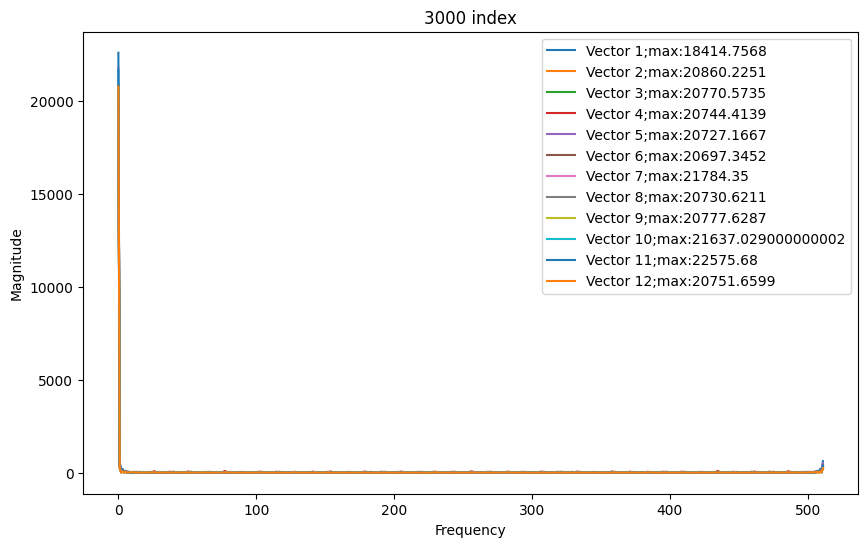 3000 index
Vector 1;max:18414.7568
Vector 2;max:20860.2251
Vector 3;max:20770.5735
Vector 4;max:20744.4139
Vector 5;max:20727.1667
Vector 6;max:20697.3452
Vector 7;max:21784.35
Vector 8;max:20730.6211
Vector 9;max:20777.6287
Vector 10;max:21637.029000000002
Vector 11;max:22575.68
Vector 12;max:20751.6599
20000
15000
10000
5000
0
Magnitude
0 100 200 300 400 500
Frequency